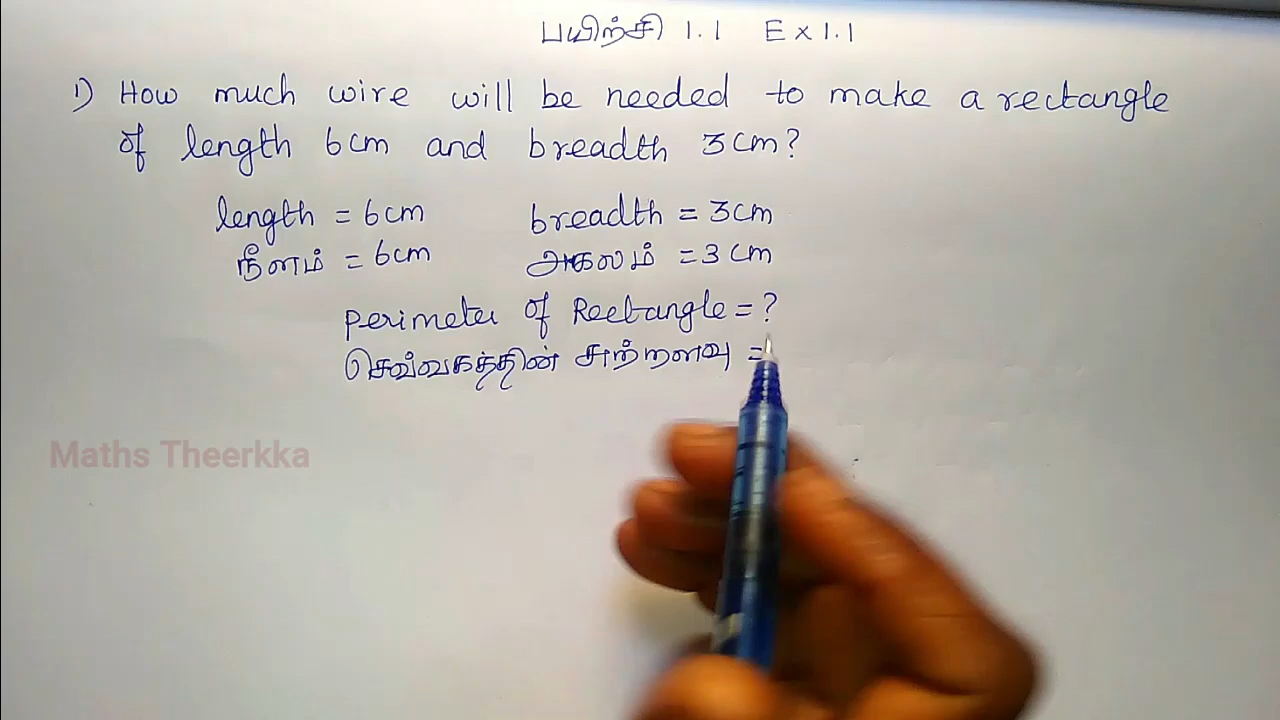 பயிற்சி 1.1 Ex 1.1
1) How much wire will be needed to make a rectangle
of length 6cm and breadth 3cm?
length = 6cm breadth = 3cm
நீளம் = 6cm அகலம் = 3cm
Perimeter of Rectangle = ?
செவ்வகத்தின் சுற்றளவு =
Maths Theerkka